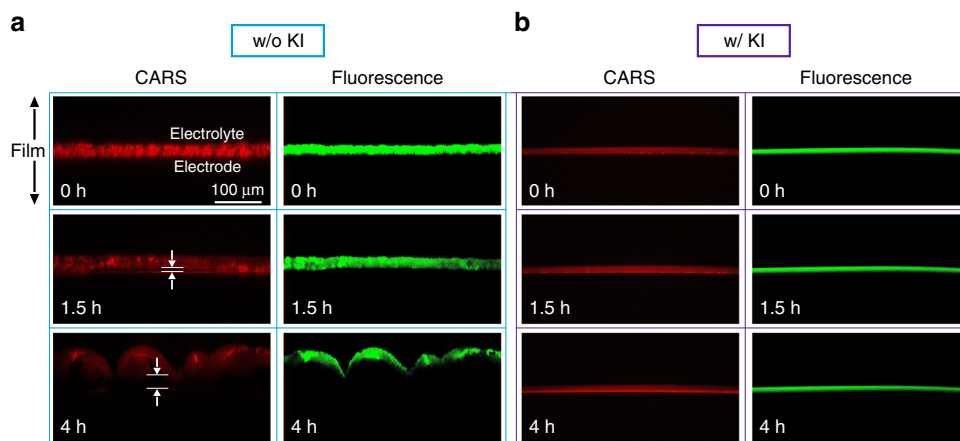 a
w/o KI
CARS
Fluorescence
Film
Electrolyte
Electrode
100 μm
0 h
0 h
1.5 h
1.5 h
4 h
b
w/ KI
CARS
Fluorescence
0 h
0 h
1.5 h
1.5 h
4 h
4 h